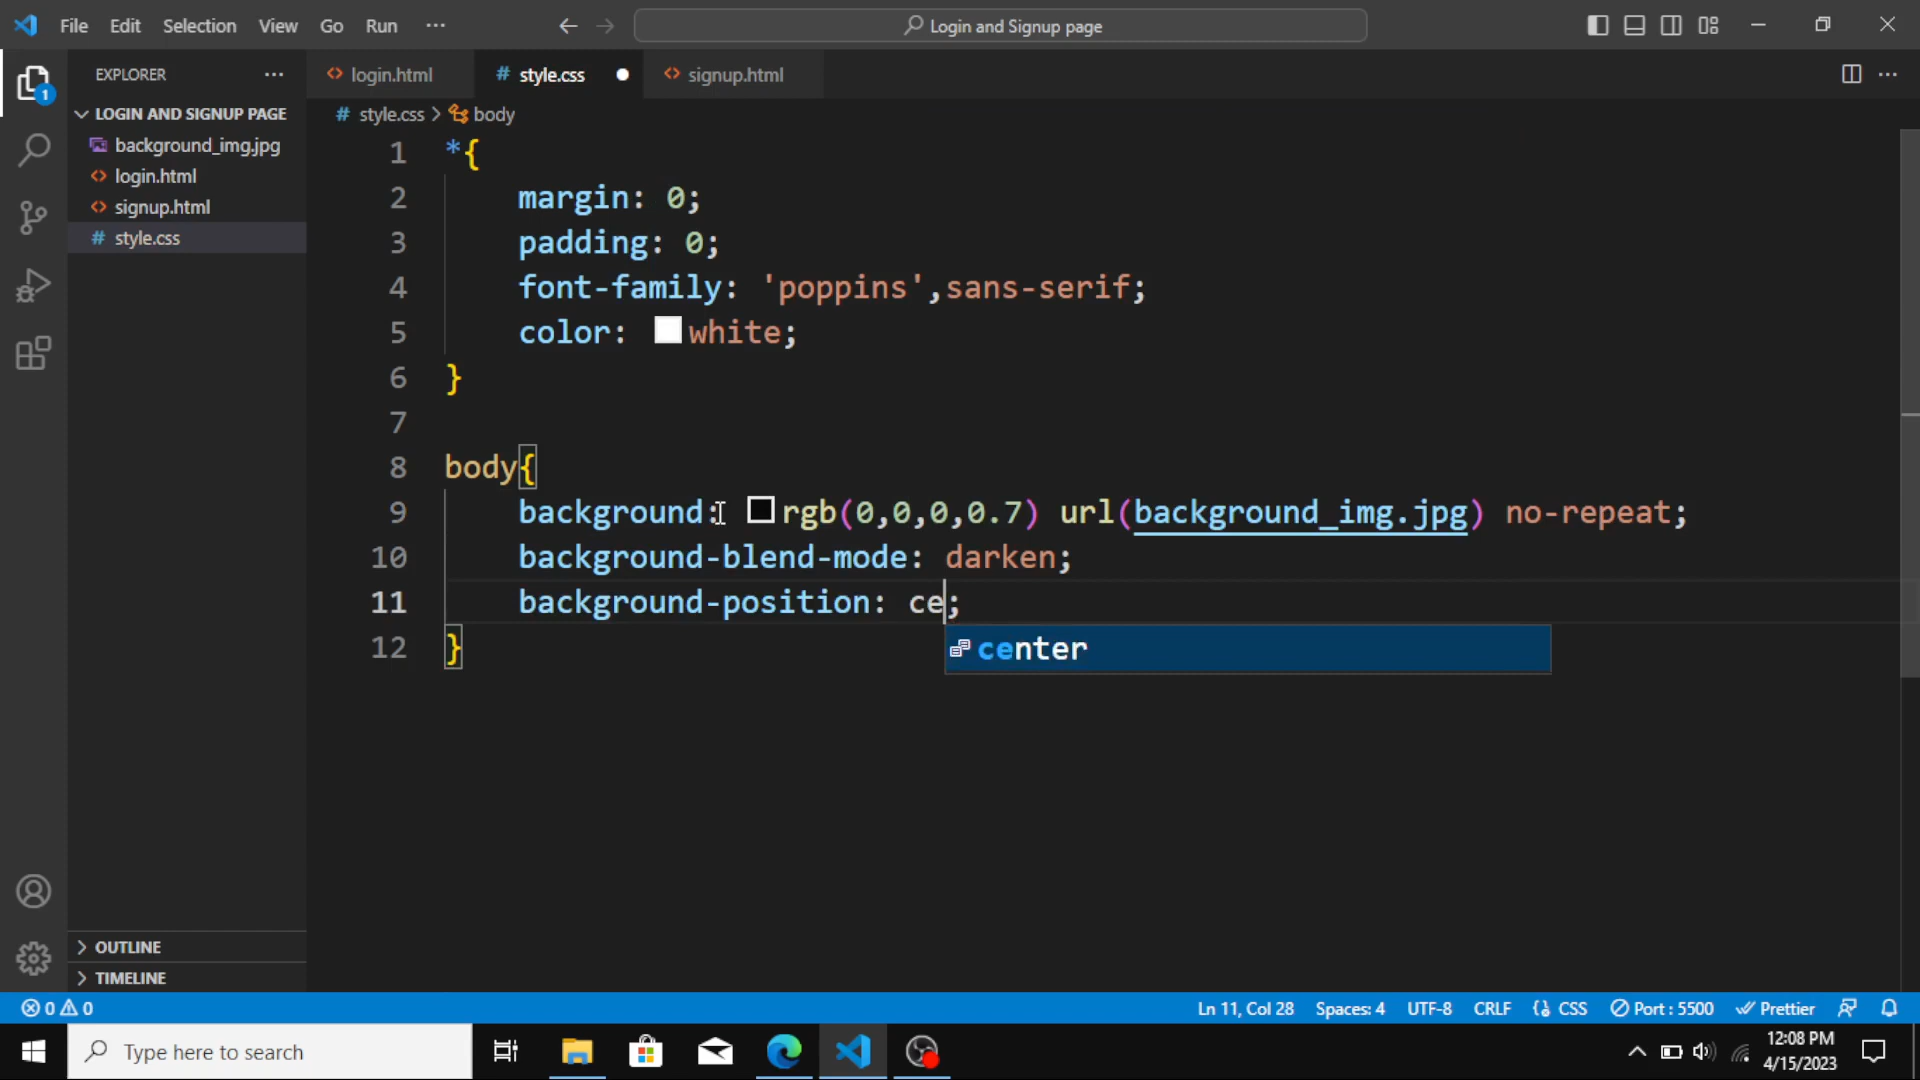 File Edit Selection View Go Run ··· Login and Signup page
EXPLORER ··· login.html # style.css signup.html ···
LOGIN AND SIGNUP PAGE # style.css > body
background_img.jpg
login.html
signup.html
# style.css
1 *{
2 margin: 0;
3 padding: 0;
4 font-family: 'poppins',sans-serif;
5 color: white;
6 }
7
8 body{
9 background: rgb(0,0,0,0.7) url(background_img.jpg) no-repeat;
10 background-blend-mode: darken;
11 background-position: ce;
center
12 }
1
OUTLINE
TIMELINE
0 0 Ln 11, Col 28 Spaces: 4 UTF-8 CRLF CSS Port : 5500 Prettier
Type here to search 12:08 PM
4/15/2023